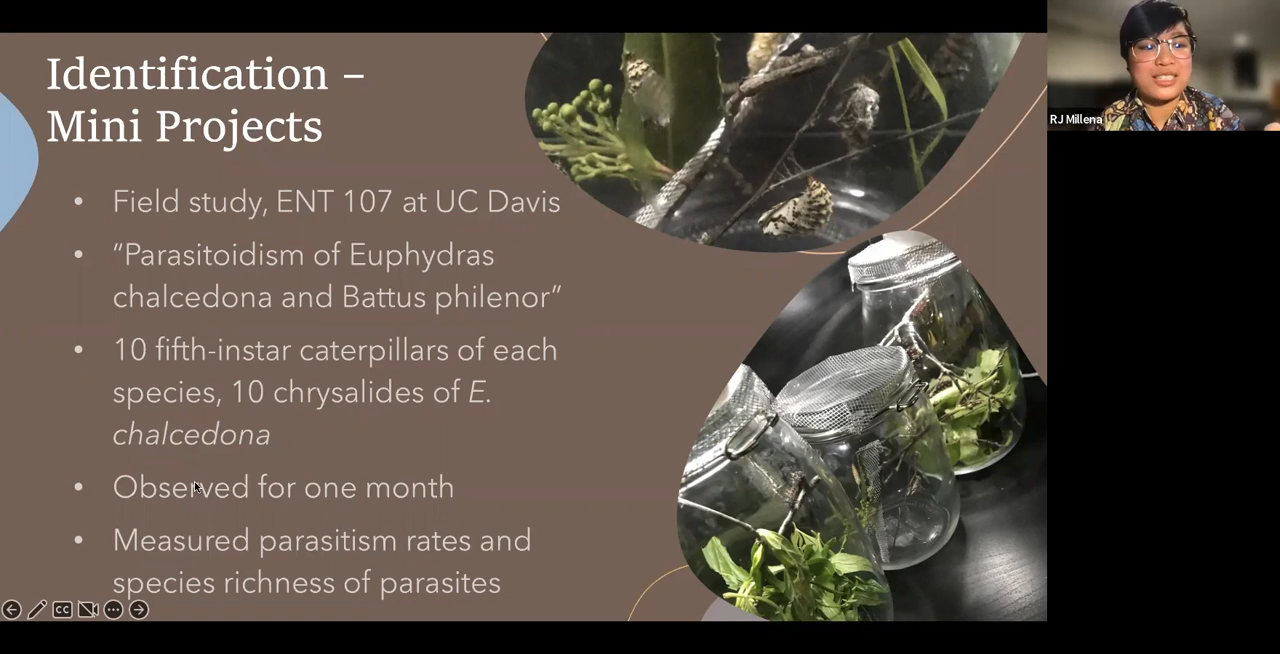 Identification –
Mini Projects
• Field study, ENT 107 at UC Davis
• “Parasitoidism of Euphydras
chalcedona and Battus philenor”
• 10 fifth-instar caterpillars of each
species, 10 chrysalides of E.
chalcedona
• Observed for one month
• Measured parasitism rates and
species richness of parasites
CC
RJ Millena